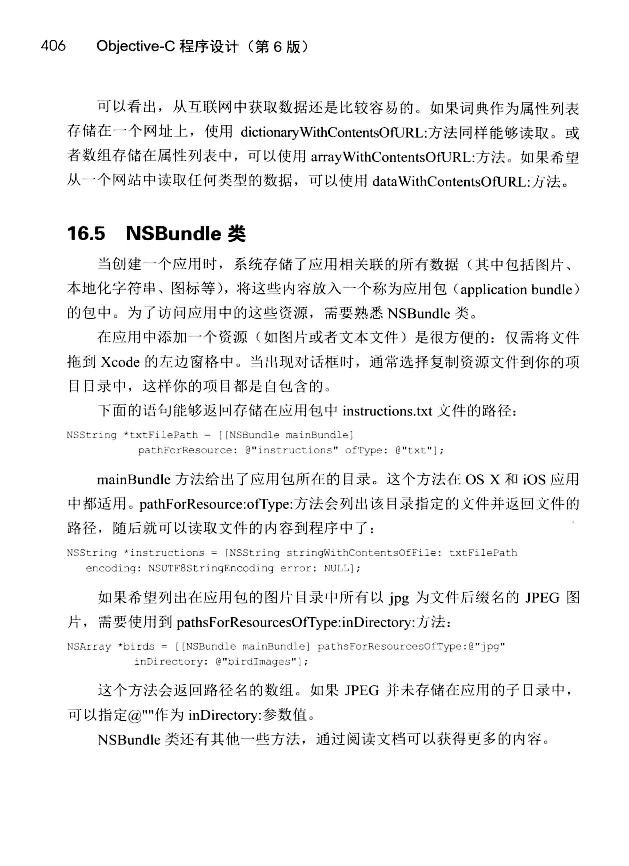 406 Objective-C 程序设计（第 6 版）
可以看出，从互联网中获取数据还是比较容易的。如果词典作为属性列表
存储在一个网址上，使用 dictionaryWithContentsOfURL:方法同样能够读取。或
者数组存储在属性列表中，可以使用 arrayWithContentsOfURL:方法。如果希望
从一个网站中读取任何类型的数据，可以使用 dataWithContentsOfURL:方法。
16.5 NSBundle 类
当创建一个应用时，系统存储了应用相关联的所有数据（其中包括图片、
本地化字符串、图标等），将这些内容放入一个称为应用包（application bundle）
的包中。为了访问应用中的这些资源，需要熟悉 NSBundle 类。
在应用中添加一个资源（如图片或者文本文件）是很方便的：仅需将文件
拖到 Xcode 的左边窗格中。当出现对话框时，通常选择复制资源文件到你的项
目目录中，这样你的项目都是自包含的。
下面的语句能够返回存储在应用包中 instructions.txt 文件的路径：
NSString *txtFilePath = [[NSBundle mainBundle]
pathForResource: @"instructions" ofType: @"txt"];
mainBundle 方法给出了应用包所在的目录。这个方法在 OS X 和 iOS 应用
中都适用。pathForResource:ofType:方法会列出该目录指定的文件并返回文件的
路径，随后就可以读取文件的内容到程序中了：
NSString *instructions = [NSString stringWithContentsOfFile: txtFilePath
encoding: NSUTF8StringEncoding error: NULL];
如果希望列出在应用包的图片目录中所有以 jpg 为文件后缀名的 JPEG 图
片，需要使用到 pathsForResourcesOfType:inDirectory:方法：
NSArray *birds = [[NSBundle mainBundle] pathsForResourcesOfType:@"jpg"
inDirectory: @"birdImages"];
这个方法会返回路径名的数组。如果 JPEG 并未存储在应用的子目录中，
可以指定@""作为 inDirectory:参数值。
NSBundle 类还有其他一些方法，通过阅读文档可以获得更多的内容。